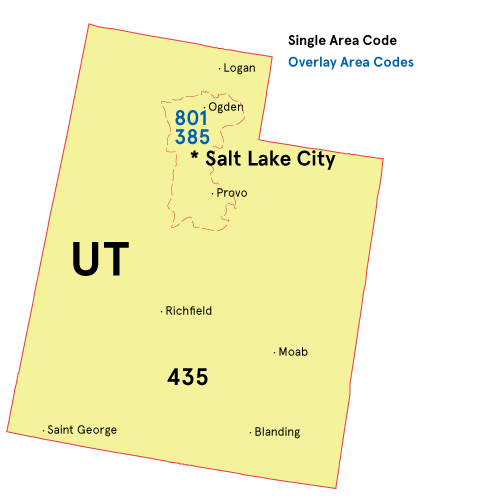 Single Area Code
Overlay Area Codes
· Logan
· Ogden
801
385
* Salt Lake City
· Provo
UT
· Richfield
· Moab
435
· Saint George
· Blanding